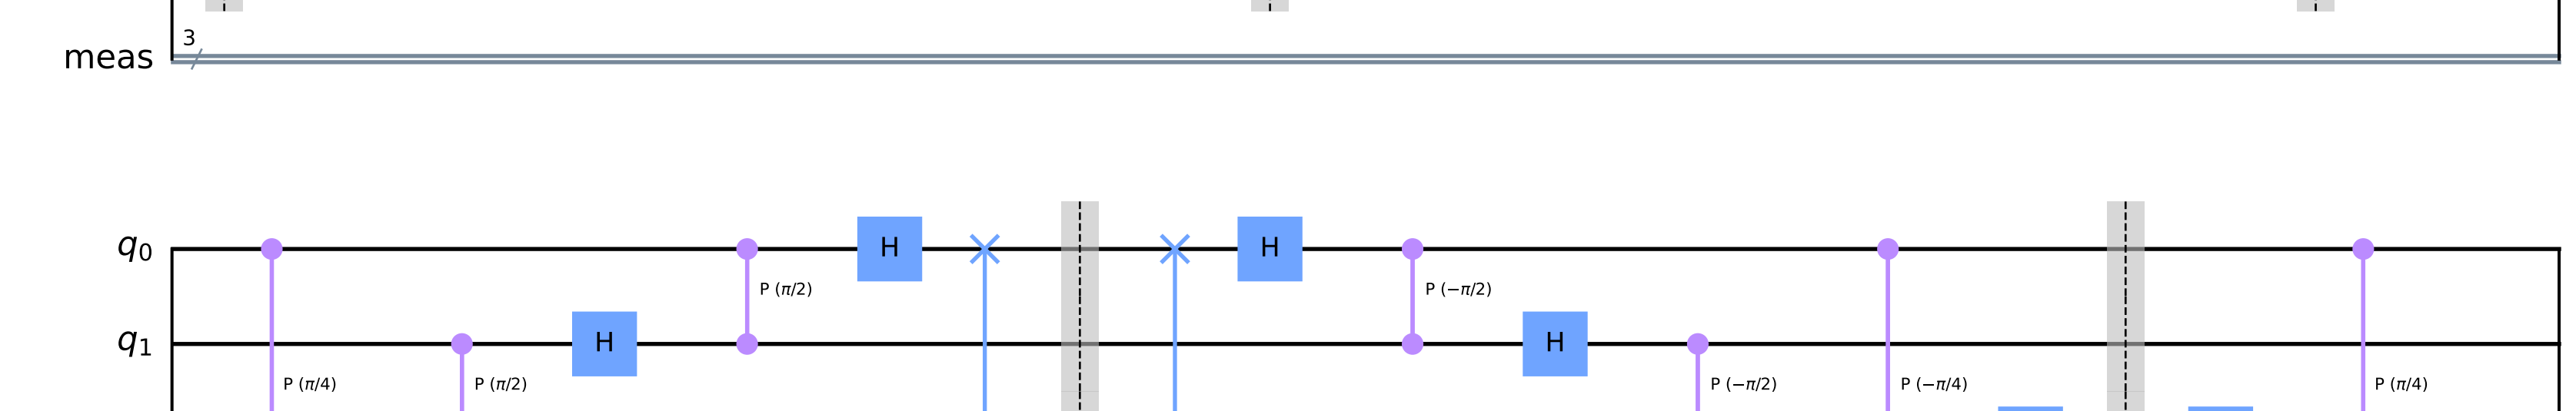 3
meas
q0 H H
P (π/2) P (−π/2)
q1 H H
P (π/4) P (π/2) P (−π/2) P (−π/4) P (π/4)